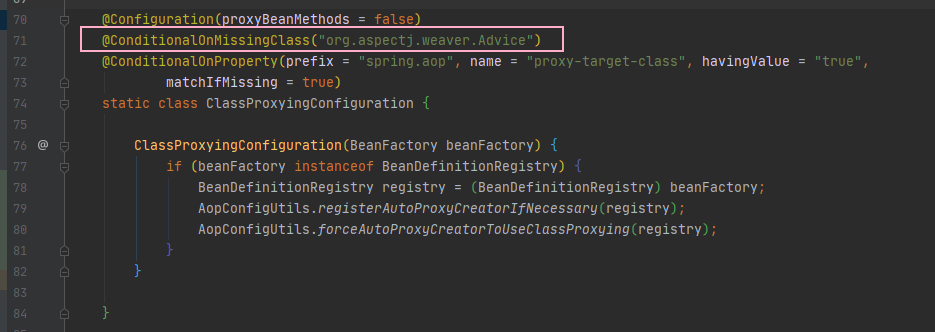 70 @Configuration(proxyBeanMethods = false)
71 @ConditionalOnMissingClass("org.aspectj.weaver.Advice")
72 @ConditionalOnProperty(prefix = "spring.aop", name = "proxy-target-class", havingValue = "true",
73 matchIfMissing = true)
74 static class ClassProxyingConfiguration {
75
76 @ ClassProxyingConfiguration(BeanFactory beanFactory) {
77 if (beanFactory instanceof BeanDefinitionRegistry) {
78 BeanDefinitionRegistry registry = (BeanDefinitionRegistry) beanFactory;
79 AopConfigUtils.registerAutoProxyCreatorIfNecessary(registry);
80 AopConfigUtils.forceAutoProxyCreatorToUseClassProxying(registry);
81 }
82 }
83
84 }